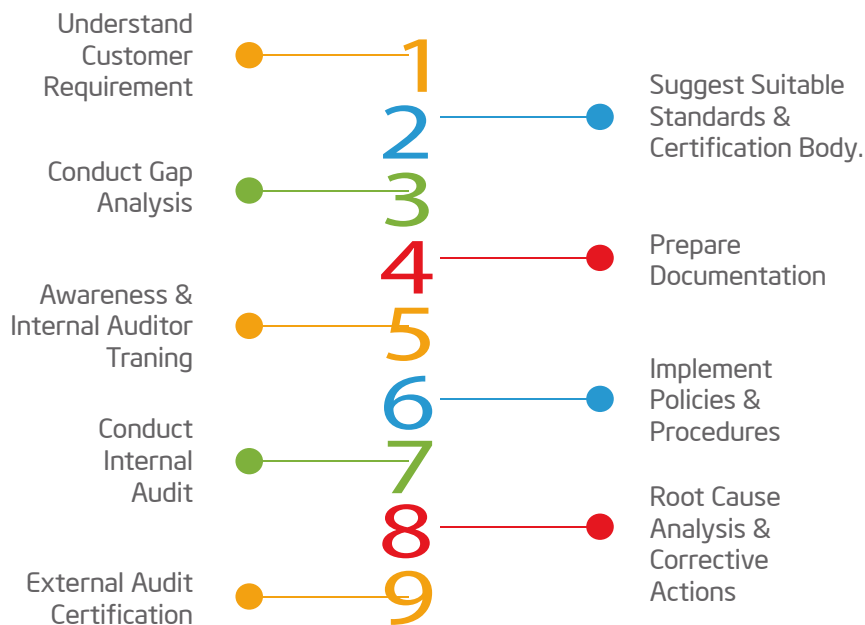 Understand
Customer
Requirement
1
2
Suggest Suitable
Standards &
Certification Body.
Conduct Gap
Analysis
3
4
Prepare
Documentation
Awareness &
Internal Auditor
Traning
5
6
Implement
Policies &
Procedures
Conduct
Internal
Audit
7
8
Root Cause
Analysis &
Corrective
Actions
External Audit
Certification
9